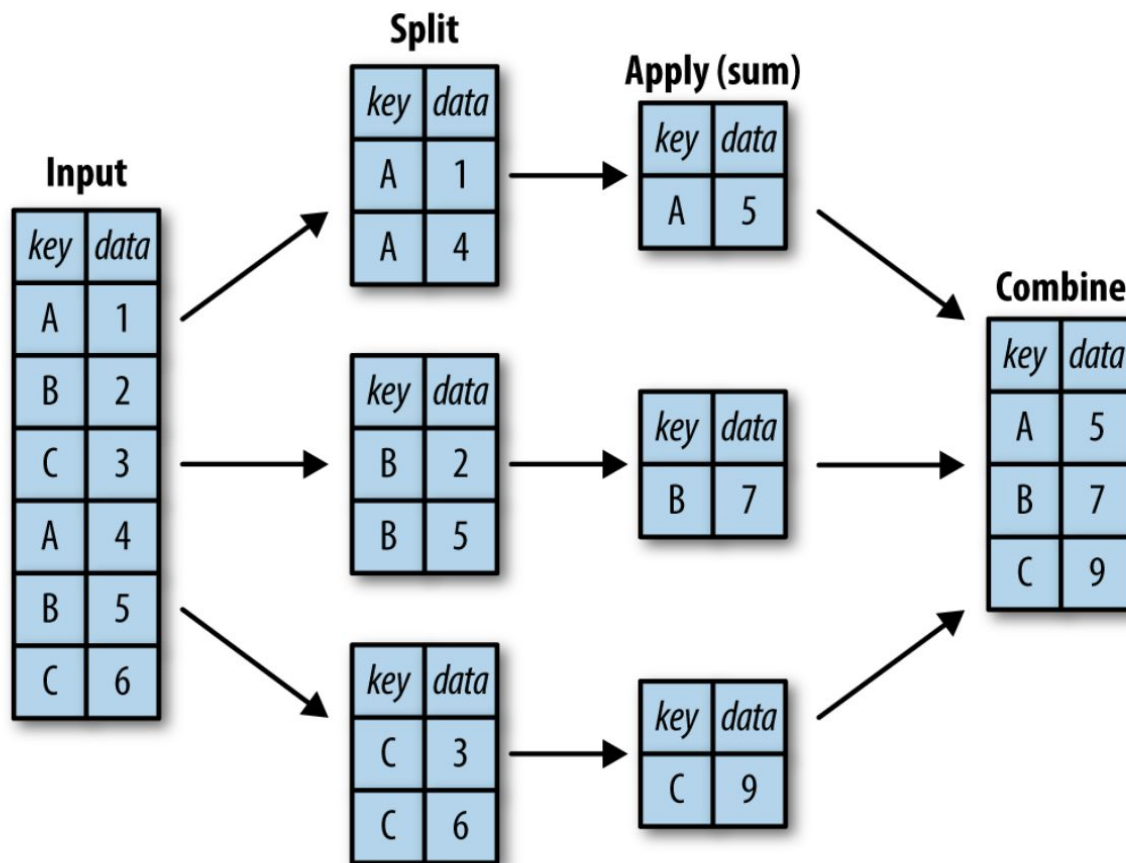 Input
key data
A 1
B 2
C 3
A 4
B 5
C 6
Split
key data
A 1
A 4
key data
B 2
B 5
key data
C 3
C 6
Apply (sum)
key data
A 5
key data
B 7
key data
C 9
Combine
key data
A 5
B 7
C 9